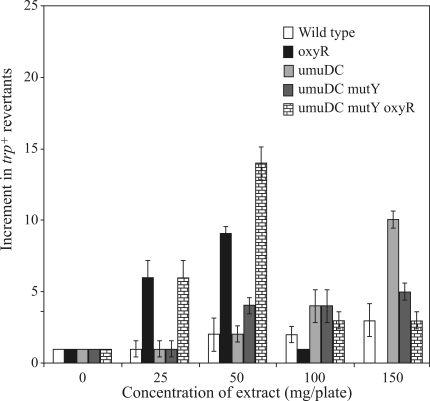 25
20
15
10
5
0
Increment in trp+ revertants
Wild type
oxyR
umuDC
umuDC mutY
umuDC mutY oxyR
0 25 50 100 150
Concentration of extract (mg/plate)